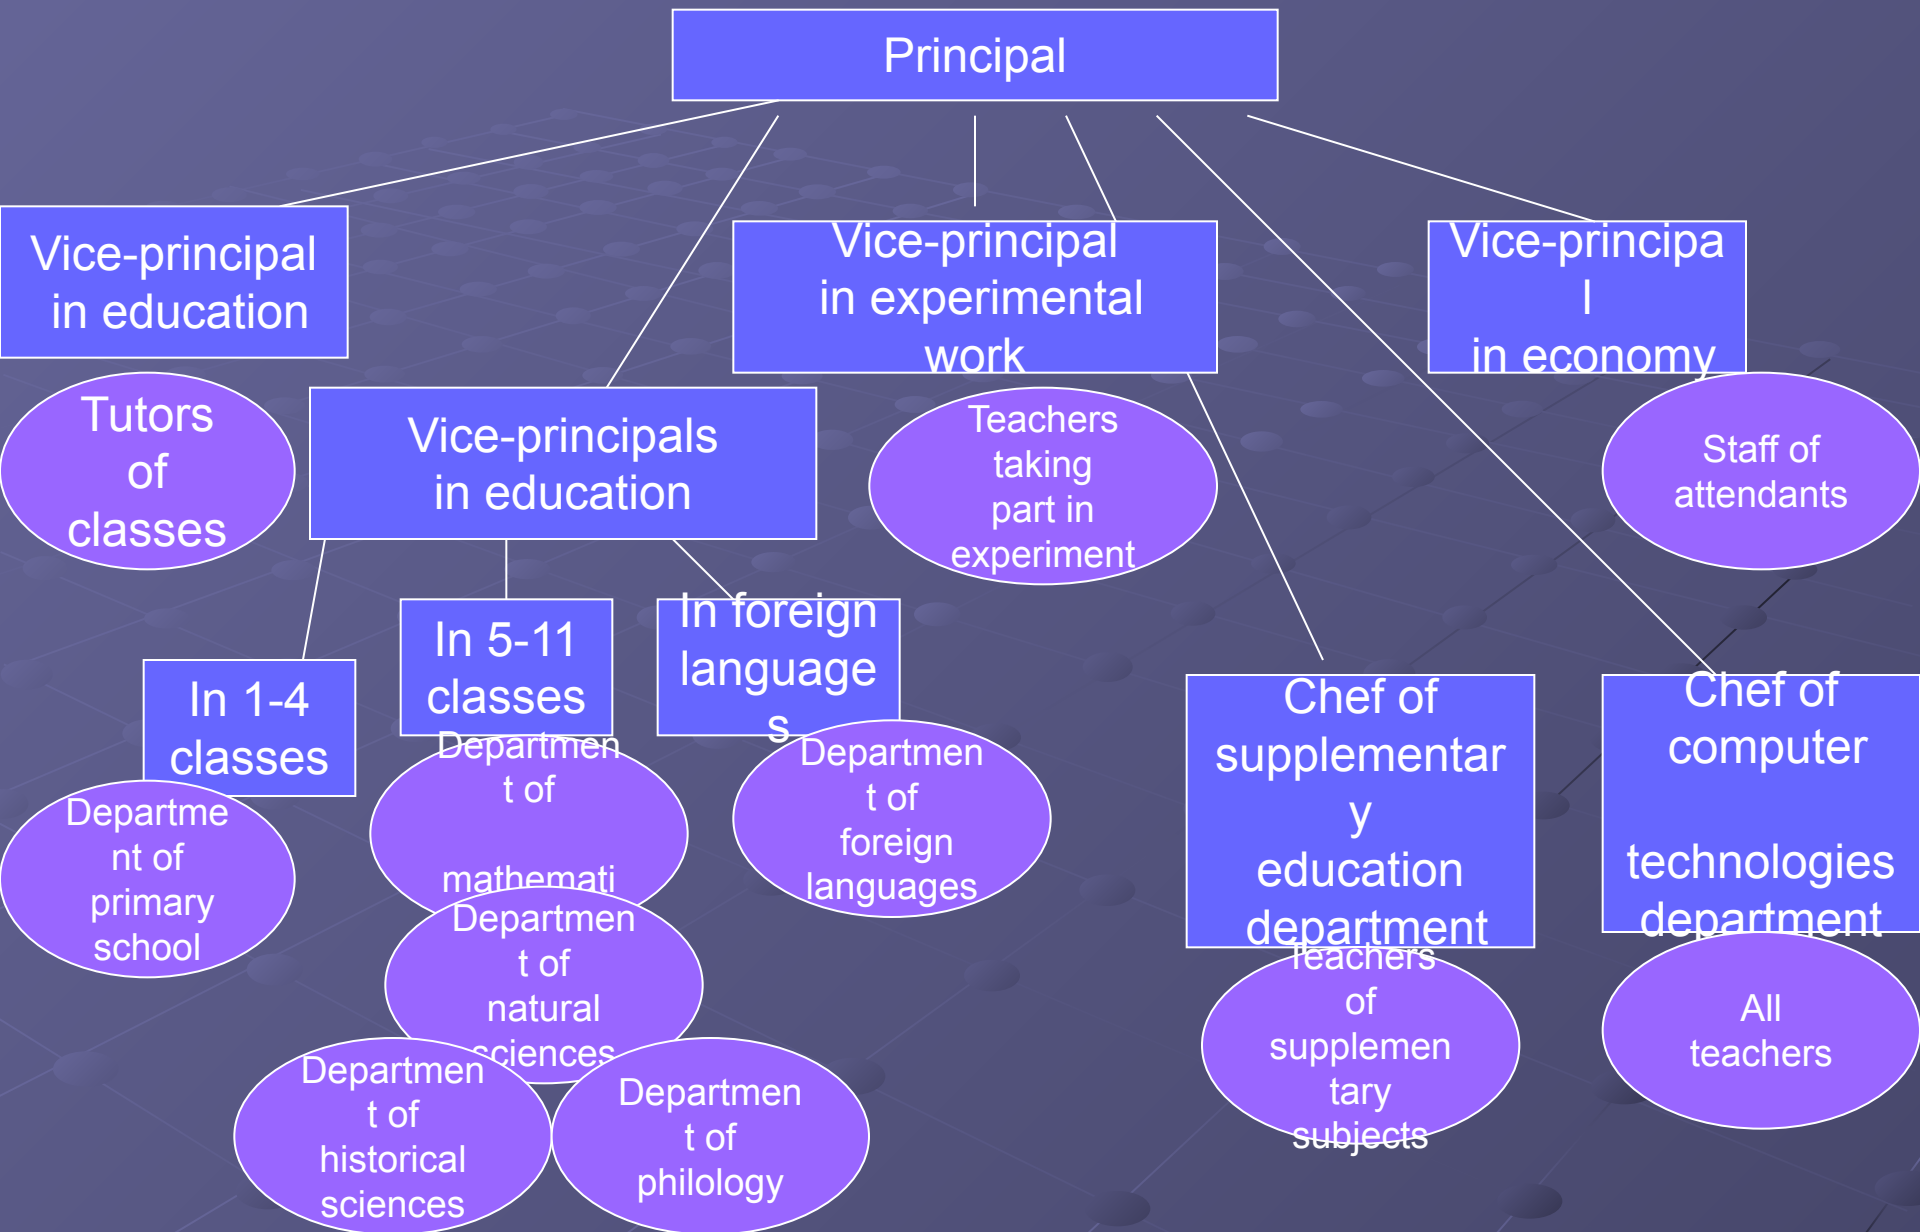 Principal
Vice-principal
in education
Vice-principal
in experimental
work
Vice-principa
l
in economy
Tutors
of
classes
Vice-principals
in education
Teachers
taking
part in
experiment
Staff of
attendants
In 1-4
classes
In 5-11
classes
In foreign
language
s
Chef of
supplementar
y
education
department
Chef of
computer
technologies
department
Departme
nt of
primary
school
Departmen
t of
mathemati
Departmen
t of
foreign
languages
Departmen
t of
natural
sciences
Departmen
t of
historical
sciences
Departmen
t of
philology
Teachers
of
supplemen
tary
subjects
All
teachers